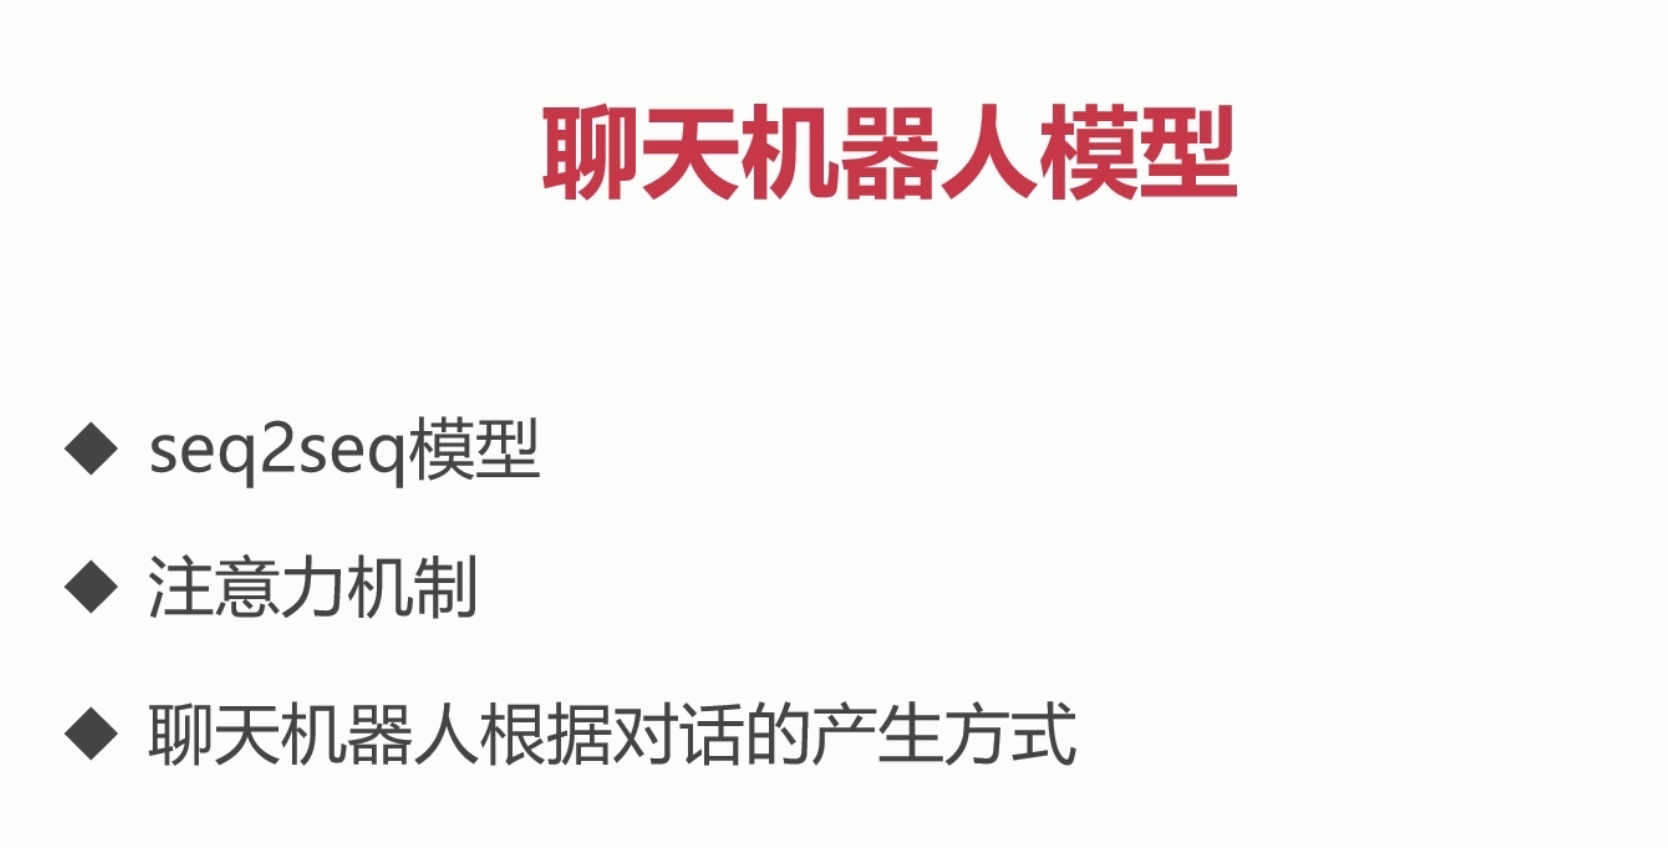 聊天机器人模型
◆ seq2seq模型
◆ 注意力机制
◆ 聊天机器人根据对话的产生方式